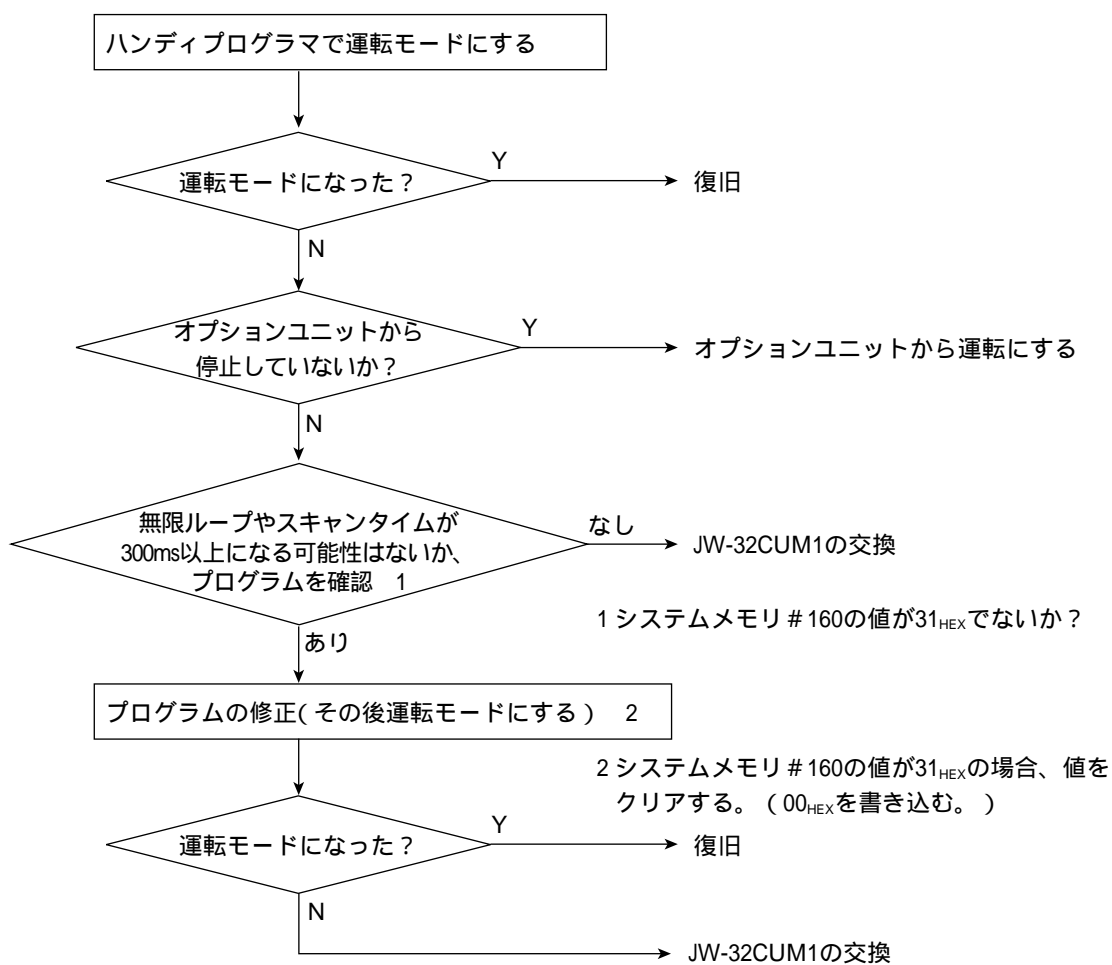 ハンディプログラマで運転モードにする
運転モードになった？
Y
復旧
N
オプションユニットから
停止していないか？
Y
オプションユニットから運転にする
N
無限ループやスキャンタイムが
300ms以上になる可能性はないか、
プログラムを確認　1
なし
JW-32CUM1の交換
1 システムメモリ＃160の値が31HEXでないか？
あり
プログラムの修正（その後運転モードにする）　2
2 システムメモリ＃160の値が31HEXの場合、値を
クリアする。（00HEXを書き込む。）
運転モードになった？
Y
復旧
N
JW-32CUM1の交換